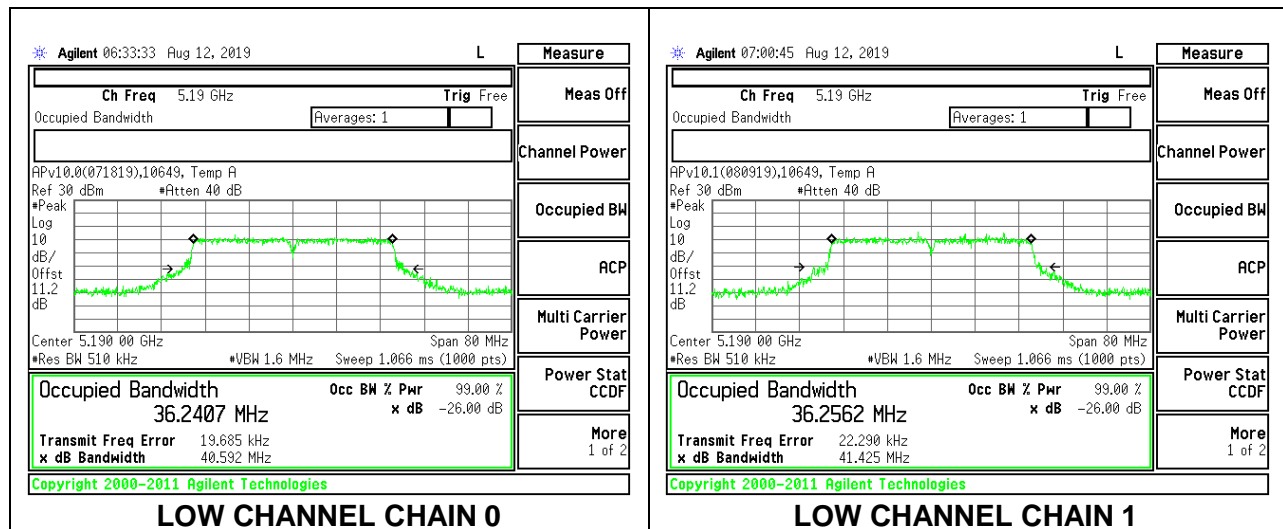 Agilent 06:33:33 Aug 12, 2019 L
Measure
Ch Freq 5.19 GHz Trig Free
Meas Off
Occupied Bandwidth Averages: 1
Channel Power
APv10.0(071819),10649, Temp A
Ref 30 dBm #Atten 40 dB
#Peak
Occupied BW
Log
10
dB/
ACP
Offst
11.2
dB
Multi Carrier
Power
Center 5.190 00 GHz Span 80 MHz
#Res BW 510 kHz #VBW 1.6 MHz Sweep 1.066 ms (1000 pts)
Power Stat
CCDF
Occupied Bandwidth Occ BW % Pwr 99.00 %
36.2407 MHz x dB -26.00 dB
Transmit Freq Error 19.685 kHz
x dB Bandwidth 40.592 MHz
More
1 of 2
Copyright 2000-2011 Agilent Technologies
LOW CHANNEL CHAIN 0
Agilent 07:00:45 Aug 12, 2019 L
Measure
Ch Freq 5.19 GHz Trig Free
Meas Off
Occupied Bandwidth Averages: 1
Channel Power
APv10.1(080919),10649, Temp A
Ref 30 dBm #Atten 40 dB
#Peak
Occupied BW
Log
10
dB/
ACP
Offst
11.2
dB
Multi Carrier
Power
Center 5.190 00 GHz Span 80 MHz
#Res BW 510 kHz #VBW 1.6 MHz Sweep 1.066 ms (1000 pts)
Power Stat
CCDF
Occupied Bandwidth Occ BW % Pwr 99.00 %
36.2562 MHz x dB -26.00 dB
Transmit Freq Error 22.290 kHz
x dB Bandwidth 41.425 MHz
More
1 of 2
Copyright 2000-2011 Agilent Technologies
LOW CHANNEL CHAIN 1